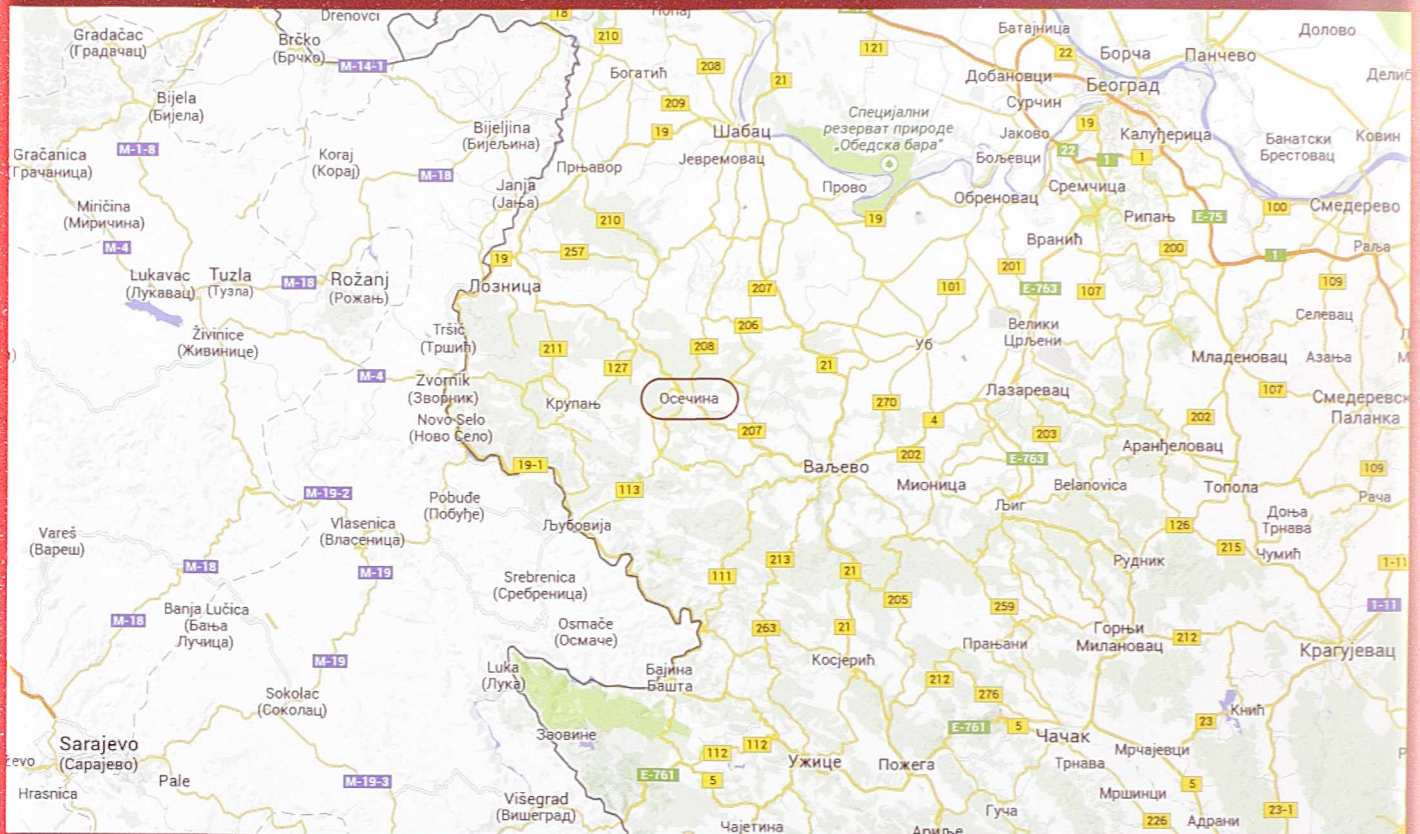 Drenovci
18
210
Gradačac
(Градачац)
Brčko
(Брчко)
M-14-1
Богатић
208
21
121
Батајница
22
Борча
Панчево
Долово
Добановци
Београд
Сурчин
Bijela
(Бијела)
209
19
Шабац
Специјални
резерват природе
„Обедска бара"
Јаково
19
Калуђерица
Банатски
Брестовац
Ковин
Bijeljina
(Бијељина)
Gračanica
M-1-8
Koraj
(Корај)
M-18
Прњавор
Јевремовац
Бољевци
22
1
1
Janja
(Јања)
Прово
Обреновац
Сремчица
Miričina
(Миричина)
210
19
Рипањ
E-75
100
Смедерево
M-4
257
Вранић
200
1
Раља
Lukavac
(Лукавац)
Tuzla
(Тузла)
M-18
Rožanj
(Рожањ)
19
Лозница
207
101
201
E-763
107
109
Živinice
(Живинице)
Tršić
(Тршић)
206
Велики
Црљени
Селевац
211
208
Уб
127
21
Младеновац
Азања
M-4
Zvornik
(Зворник)
Крупањ
Осечина
270
Лазаревац
107
Смедеревск
Паланка
Novo Selo
(Ново Село)
207
4
203
202
Аранђеловац
19-1
Ваљево
202
E-763
109
M-19-2
113
Мионица
Belanovica
Топола
Рача
Pobuđe
(Побуђе)
Љиг
Vareš
(Вареш)
Vlasenica
(Власеница)
Љубовија
126
Доња
Трнава
215
Чумић
M-18
M-19
Srebrenica
(Сребреница)
111
213
21
Рудник
1-11
Banja Lučica
(Бања
Лучица)
M-18
205
259
1-11
Osmače
(Осмаче)
263
21
Прањани
Горњи
Милановац
212
Крагујевац
M-19
Luka
(Лука)
Бајина
Башта
Косјерић
212
276
Sokolac
(Соколац)
Заовине
E-761
5
23
Кнић
Sarajevo
(Сарајево)
112
112
Чачак
Мрчајевци
Pale
M-19-3
E-761
5
Ужице
Пожега
Трнава
Hrasnica
Višegrad
(Вишеград)
Гуча
Мршинци
5
23-1
Чајетина
226
Адрани